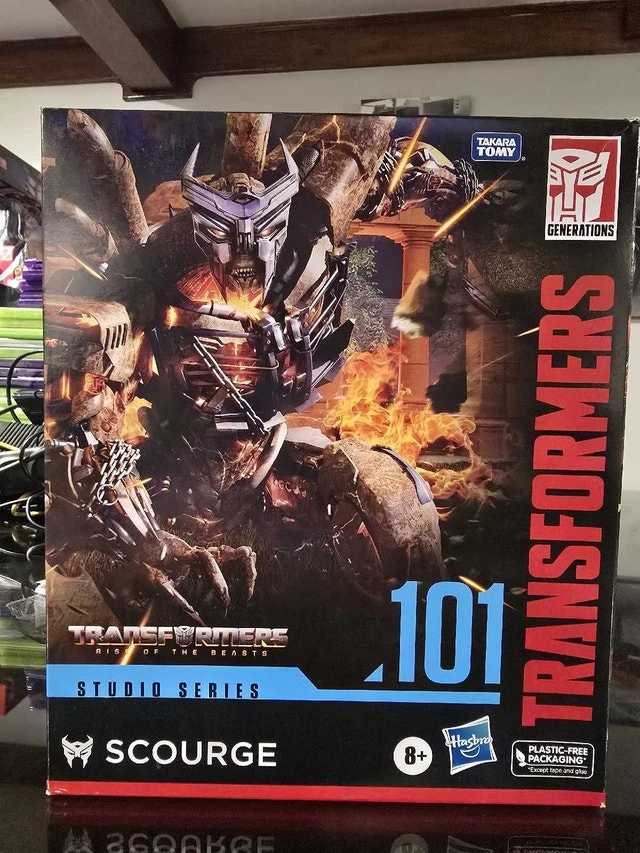 TAKARA
TOMY
GENERATIONS
TRANSFORMERS
TRANSFORMERS
RISE OF THE BEASTS
101
STUDIO SERIES
SCOURGE
8+
Hasbro
PLASTIC-FREE
PACKAGING*
*Except tape and glue